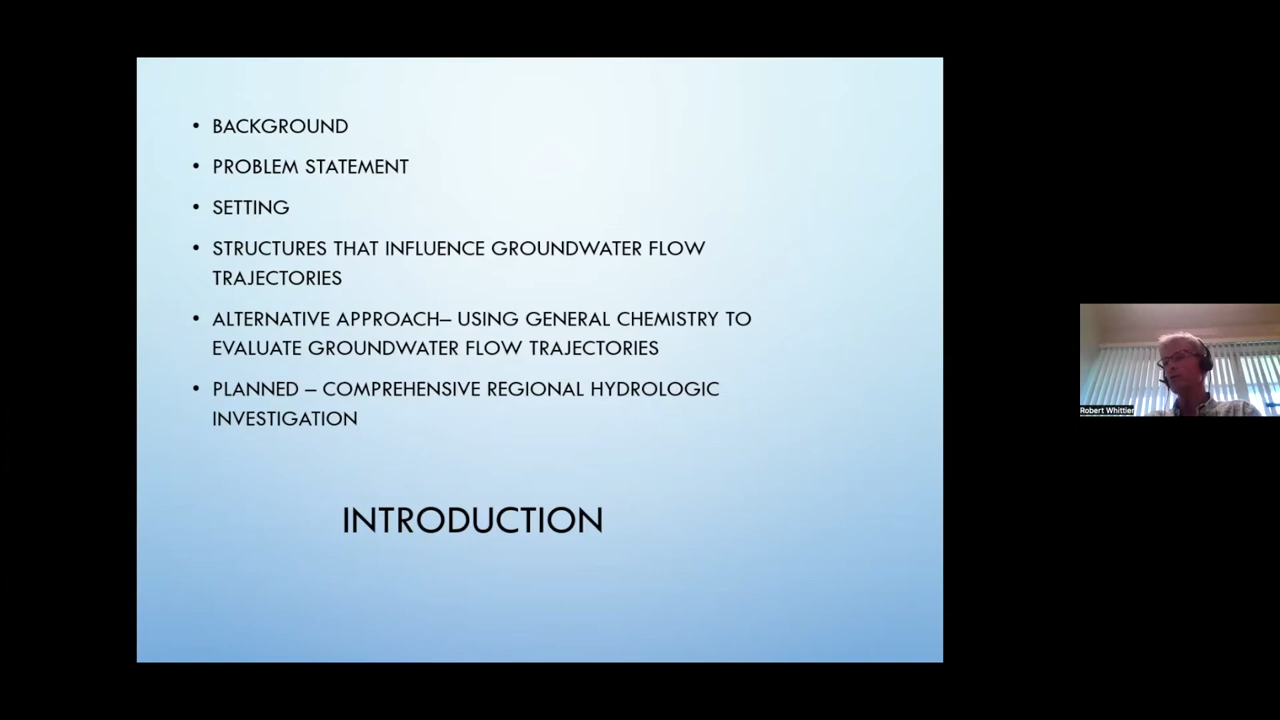 • BACKGROUND
• PROBLEM STATEMENT
• SETTING
• STRUCTURES THAT INFLUENCE GROUNDWATER FLOW
TRAJECTORIES
• ALTERNATIVE APPROACH– USING GENERAL CHEMISTRY TO
EVALUATE GROUNDWATER FLOW TRAJECTORIES
• PLANNED – COMPREHENSIVE REGIONAL HYDROLOGIC
INVESTIGATION
INTRODUCTION
Robert Whittier